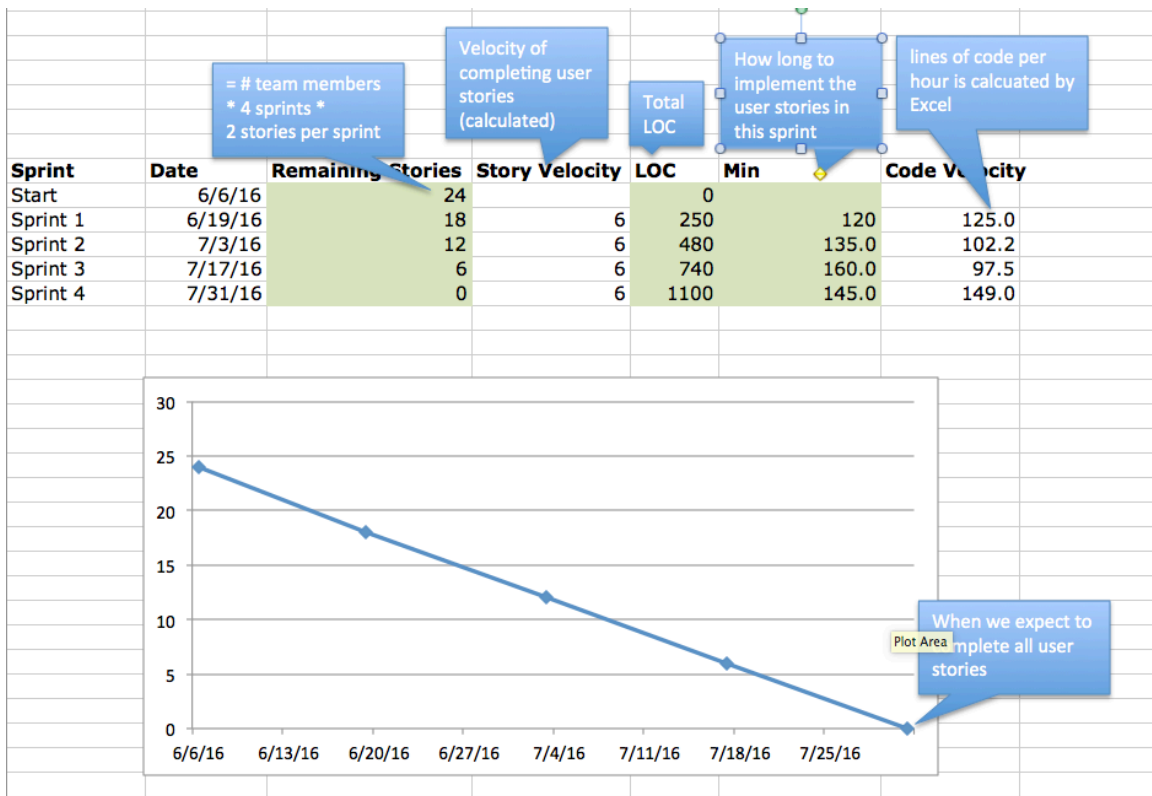 = # team members
* 4 sprints *
2 stories per sprint
Velocity of
completing user
stories
(calculated)
Total
LOC
How long to
implement the
user stories in
this sprint
lines of code per
hour is calcuated by
Excel
Sprint Date Remaining Stories Story Velocity LOC Min Code Velocity
Start 6/6/16 24 0
Sprint 1 6/19/16 18 6 250 120 125.0
Sprint 2 7/3/16 12 6 480 135.0 102.2
Sprint 3 7/17/16 6 6 740 160.0 97.5
Sprint 4 7/31/16 0 6 1100 145.0 149.0
30
25
20
15
10
5
0
6/6/16 6/13/16 6/20/16 6/27/16 7/4/16 7/11/16 7/18/16 7/25/16
When we expect to
complete all user
stories
Plot Area